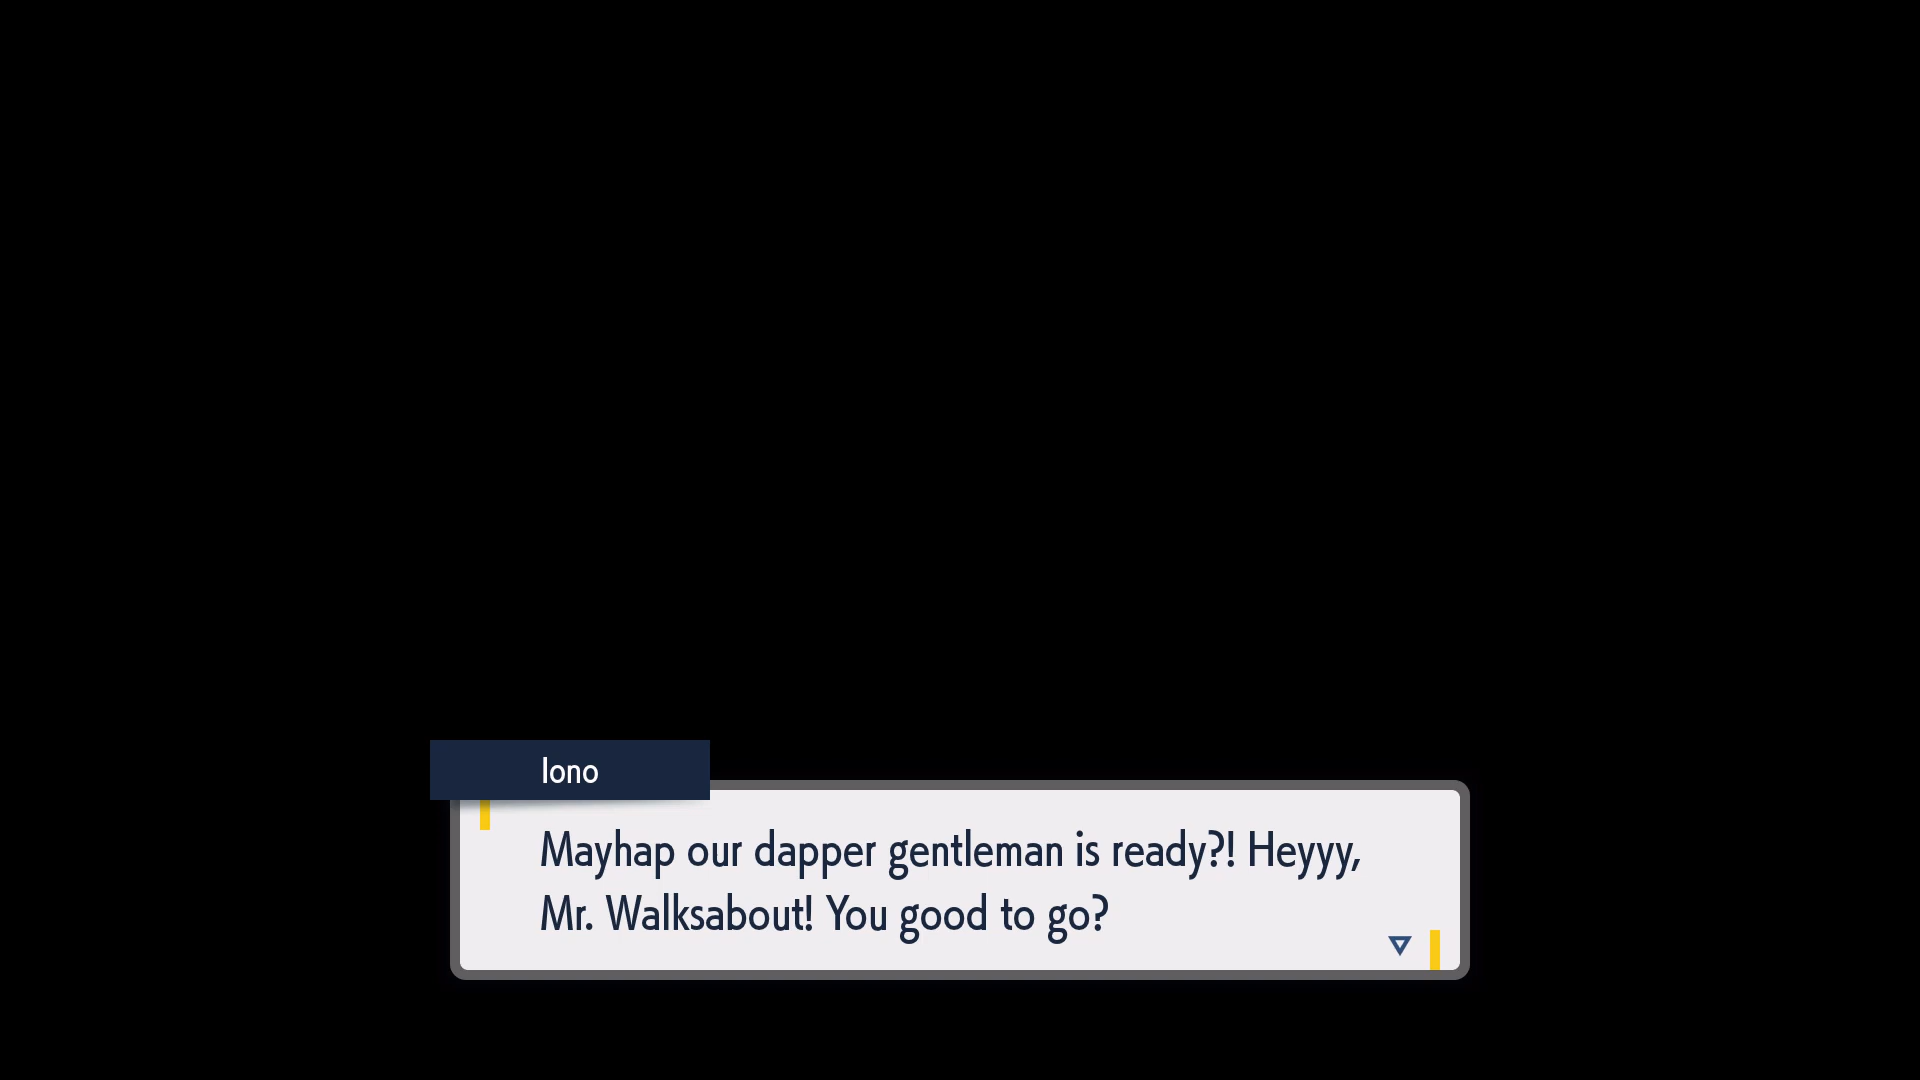 Iono
Mayhap our dapper gentleman is ready?! Heyyy,
Mr. Walksabout! You good to go?